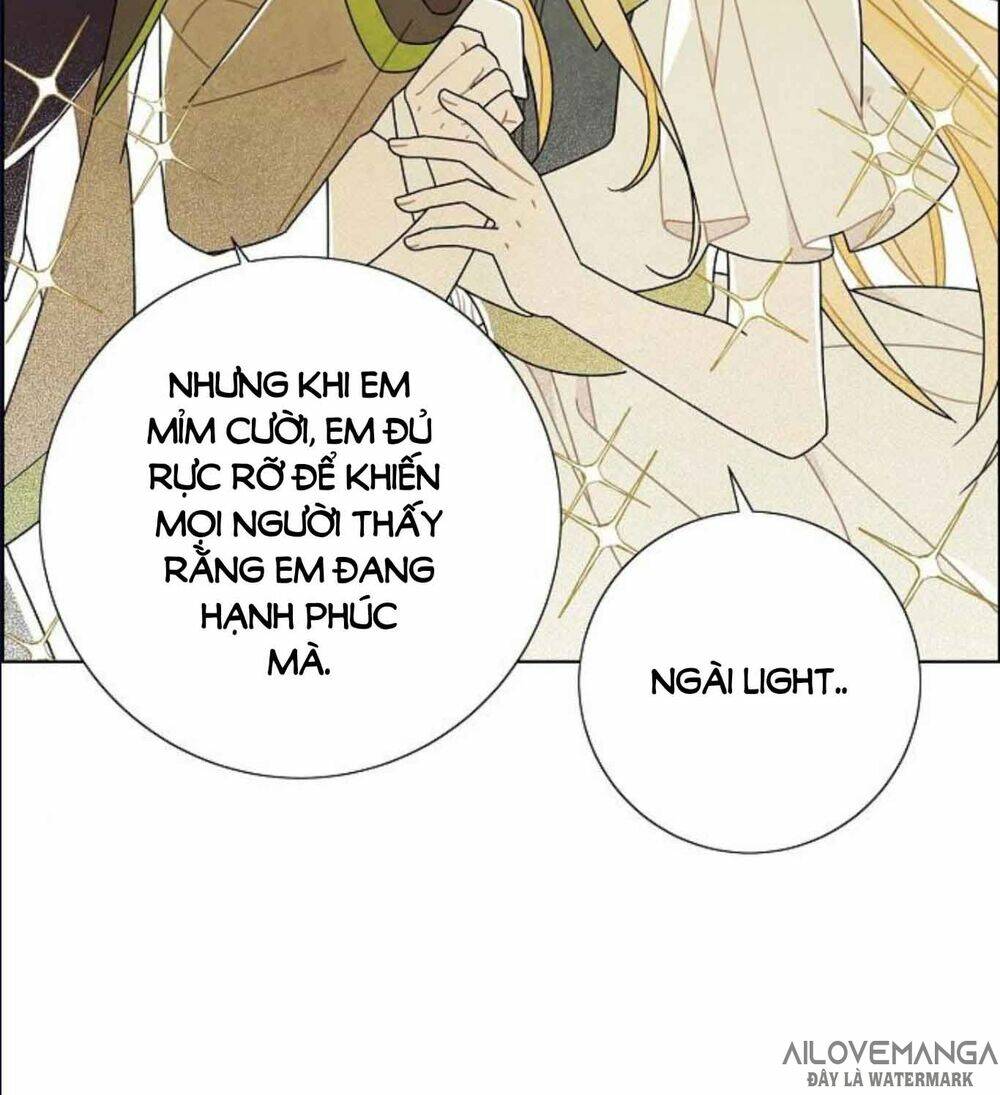 NHƯNG KHI EM
MỈM CƯỜI, EM ĐỦ
RỰC RỠ ĐỂ KHIẾN
MỌI NGƯỜI THẤY
RẰNG EM ĐANG
HẠNH PHÚC
MÀ.
NGÀI LIGHT..
AILOVEMANGA
ĐÂY LÀ WATERMARK